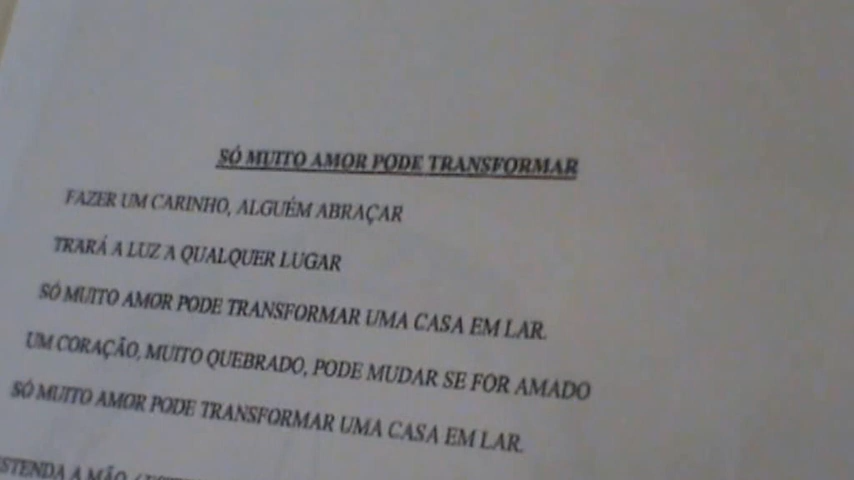 SÓ MUITO AMOR PODE TRANSFORMAR
FAZER UM CARINHO, ALGUÉM ABRAÇAR
TRARÁ A LUZ A QUALQUER LUGAR
SÓ MUITO AMOR PODE TRANSFORMAR UMA CASA EM LAR.
UM CORAÇÃO, MUITO QUEBRADO, PODE MUDAR SE FOR AMADO
SÓ MUITO AMOR PODE TRANSFORMAR UMA CASA EM LAR.
STENDA A MÃO